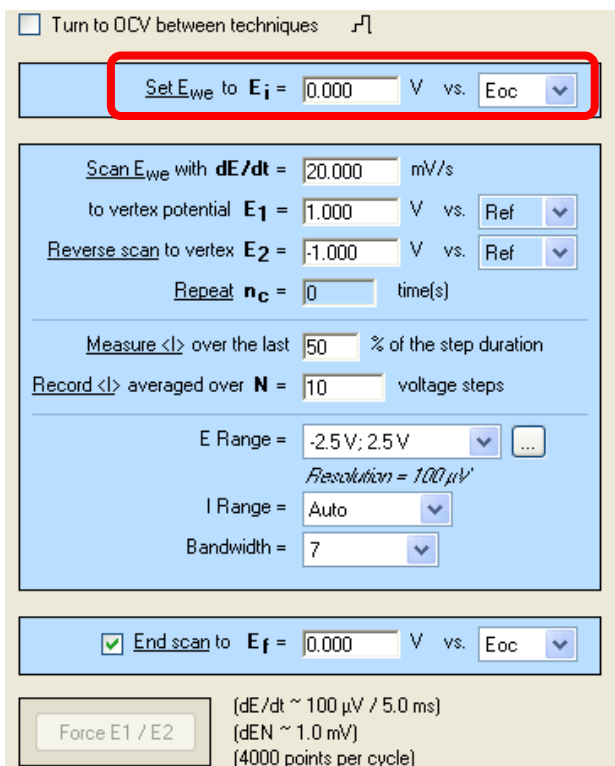 Turn to OCV between techniques
Set EWe to Ei = 0.000 V vs. Eoc
Scan EWe with dE/dt = 20.000 mV/s
to vertex potential E1 = 1.000 V vs. Ref
Reverse scan to vertex E2 = -1.000 V vs. Ref
Repeat nc = 0 time(s)
Measure <I> over the last 50 % of the step duration
Record <I> averaged over N = 10 voltage steps
E Range = -2.5 V; 2.5 V ...
Resolution = 100 µV
I Range = Auto
Bandwidth = 7
End scan to Ef = 0.000 V vs. Eoc
Force E1 / E2
(dE/dt ~ 100 µV / 5.0 ms)
(dEN ~ 1.0 mV)
(4000 points per cycle)